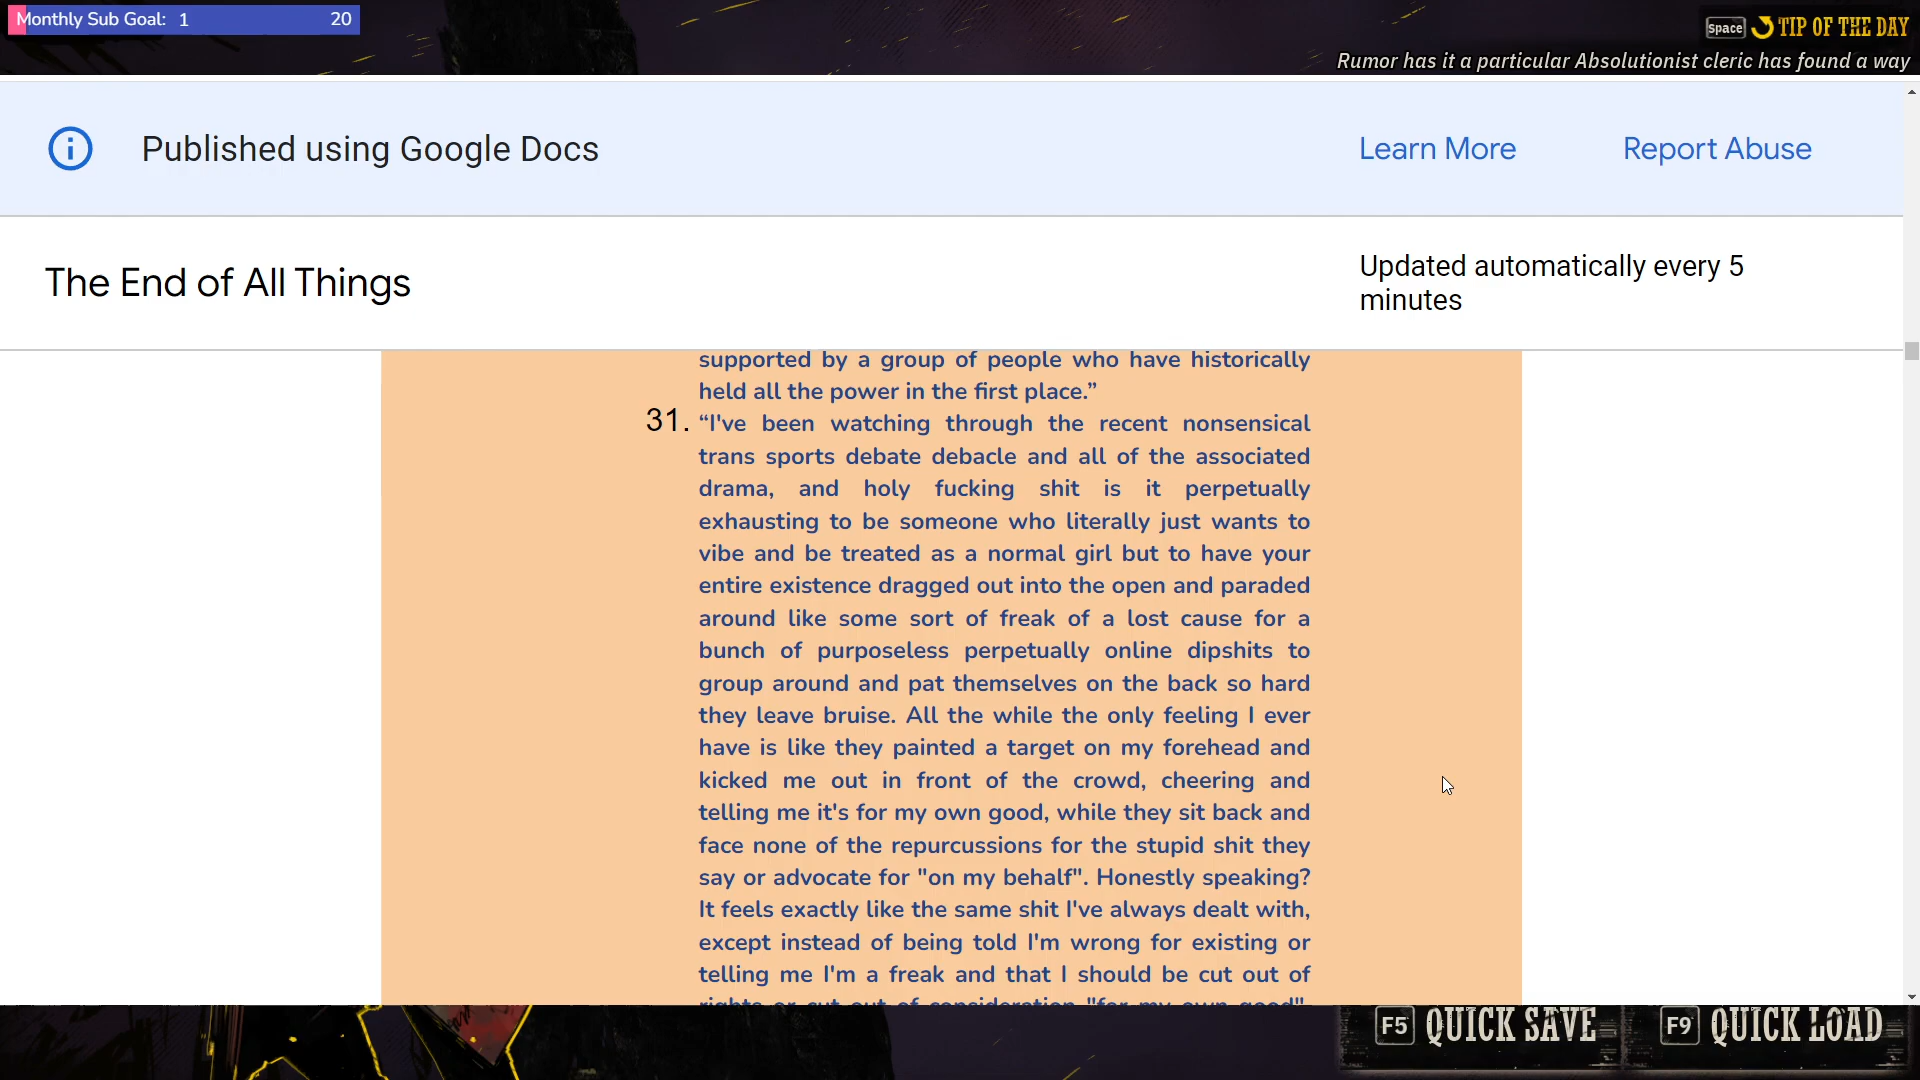 Monthly Sub Goal: 1 20
Space TIP OF THE DAY
Rumor has it a particular Absolutionist cleric has found a way
Published using Google Docs
Learn More
Report Abuse
The End of All Things
Updated automatically every 5
minutes
supported by a group of people who have historically
held all the power in the first place.”
31. “I've been watching through the recent nonsensical
trans sports debate debacle and all of the associated
drama, and holy fucking shit is it perpetually
exhausting to be someone who literally just wants to
vibe and be treated as a normal girl but to have your
entire existence dragged out into the open and paraded
around like some sort of freak of a lost cause for a
bunch of purposeless perpetually online dipshits to
group around and pat themselves on the back so hard
they leave bruise. All the while the only feeling I ever
have is like they painted a target on my forehead and
kicked me out in front of the crowd, cheering and
telling me it's for my own good, while they sit back and
face none of the repurcussions for the stupid shit they
say or advocate for "on my behalf". Honestly speaking?
It feels exactly like the same shit I've always dealt with,
except instead of being told I'm wrong for existing or
telling me I'm a freak and that I should be cut out of
rights or cut out of consideration "for my own good",
F5 QUICK SAVE
F9 QUICK LOAD